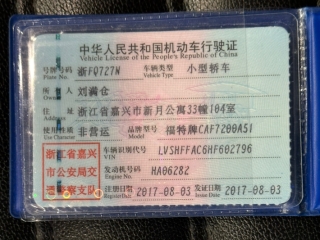 中华人民共和国机动车行驶证
Vehicle License of the People's Republic of China
号牌号码 浙FQ727W 车辆类型 小型轿车
Plate No. Vehicle Type
所有人 刘满仓
Owner
住址 浙江省嘉兴市新月公寓33幢104室
Address
使用性质 非营运 品牌型号 福特牌CAF7200A51
Use Character Model
浙江省嘉兴 车辆识别代号 LVSHFFAC6HF602796
VIN
市公安局交 发动机号码 HA06282
Engine No.
通警察支队 注册日期 2017-08-03 发证日期 2017-08-03
Register Date Issue Date